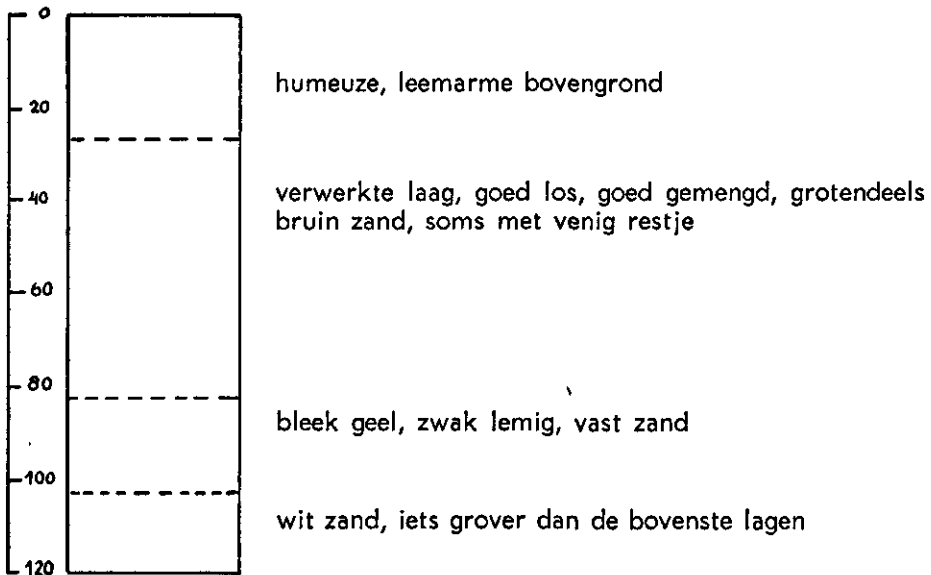 0
humeuze, leemarme bovengrond
20
verwerkte laag, goed los, goed gemengd, grotendeels
40
bruin zand, soms met venig restje
60
80
bleek geel, zwak lemig, vast zand
100
wit zand, iets grover dan de bovenste lagen
120